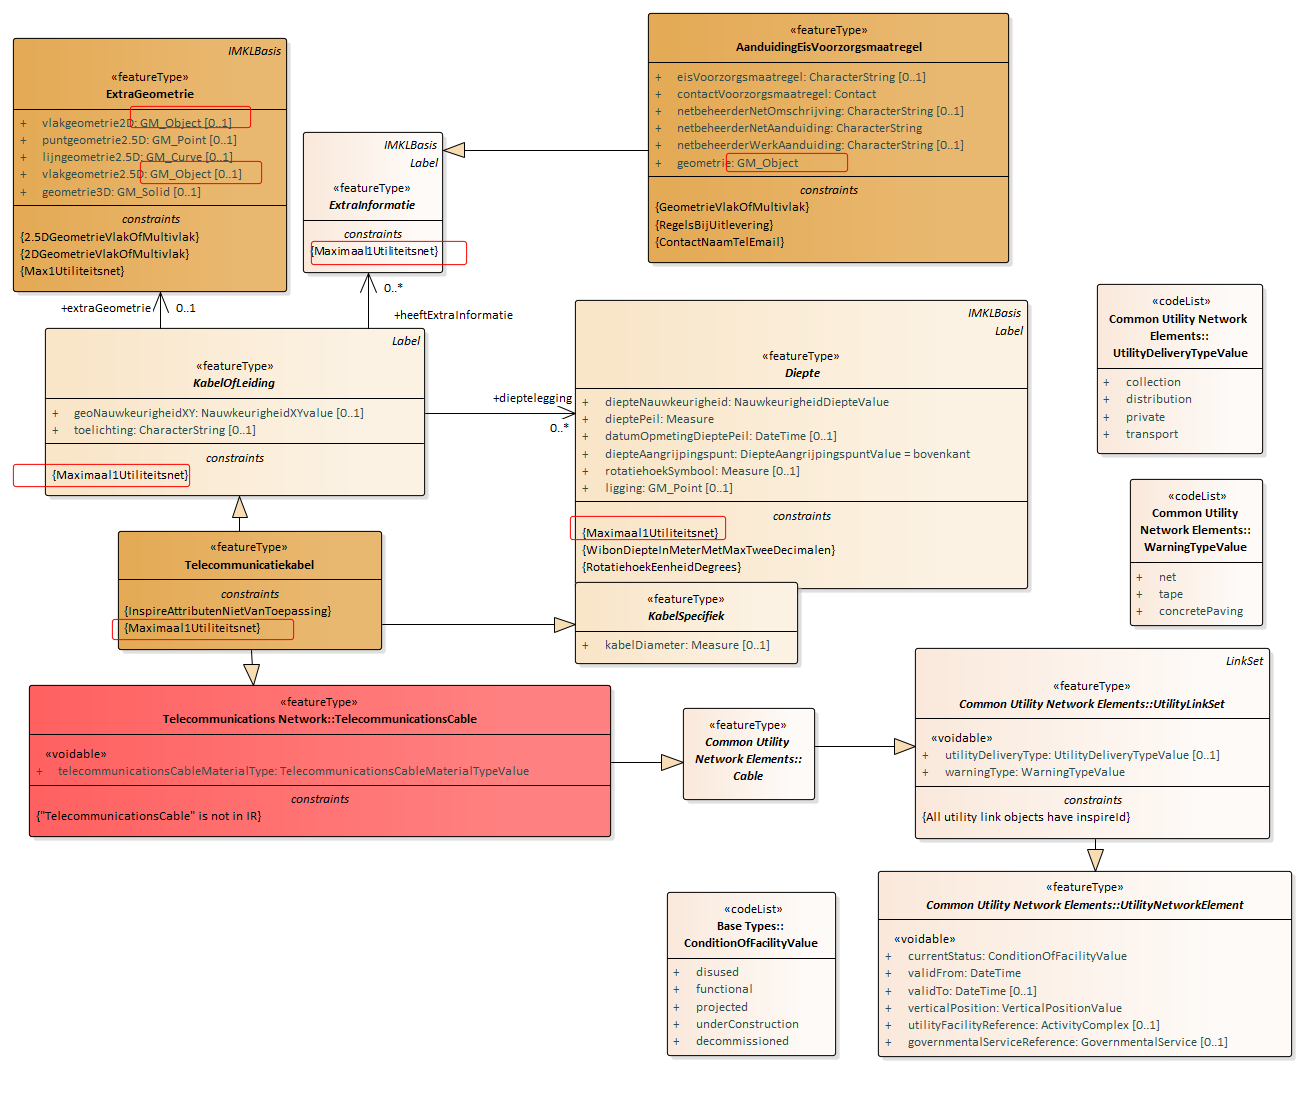 IMKLBasis
«featureType»
ExtraGeometrie
+ vlakgeometrie2D: GM_Object [0..1]
+ puntgeometrie2.5D: GM_Point [0..1]
+ lijngeometrie2.5D: GM_Curve [0..1]
+ vlakgeometrie2.5D: GM_Object [0..1]
+ geometrie3D: GM_Solid [0..1]
constraints
{2.5DGeometrieVlakOfMultivlak}
{2DGeometrieVlakOfMultivlak}
{Max1Utiliteitsnet}
IMKLBasis
Label
«featureType»
ExtraInformatie
constraints
{Maximaal1Utiliteitsnet}
«featureType»
AanduidingEisVoorzorgsmaatregel
+ eisVoorzorgsmaatregel: CharacterString [0..1]
+ contactVoorzorgsmaatregel: Contact
+ netbeheerderNetOmschrijving: CharacterString [0..1]
+ netbeheerderNetAanduiding: CharacterString
+ netbeheerderWerkAanduiding: CharacterString [0..1]
+ geometrie: GM_Object
constraints
{GeometrieVlakOfMultivlak}
{RegelsBijUitlevering}
{ContactNaamTelEmail}
+extraGeometrie
0..1
0..*
+heeftExtraInformatie
Label
«featureType»
KabelOfLeiding
+ geoNauwkeurigheidXY: NauwkeurigheidXYvalue [0..1]
+ toelichting: CharacterString [0..1]
constraints
{Maximaal1Utiliteitsnet}
+dieptelegging
0..*
IMKLBasis
Label
«featureType»
Diepte
+ diepteNauwkeurigheid: NauwkeurigheidDiepteValue
+ dieptePeil: Measure
+ datumOpmetingDieptePeil: DateTime [0..1]
+ diepteAangrijpingspunt: DiepteAangrijpingspuntValue = bovenkant
+ rotatiehoekSymbool: Measure [0..1]
+ ligging: GM_Point [0..1]
constraints
{Maximaal1Utiliteitsnet}
{WibonDiepteInMeterMetMaxTweeDecimalen}
{RotatiehoekEenheidDegrees}
«codeList»
Common Utility Network
Elements::
UtilityDeliveryTypeValue
+ collection
+ distribution
+ private
+ transport
«codeList»
Common Utility
Network Elements::
WarningTypeValue
+ net
+ tape
+ concretePaving
«featureType»
Telecommunicatiekabel
constraints
{InspireAttributenNietVanToepassing}
{Maximaal1Utiliteitsnet}
«featureType»
KabelSpecifiek
+ kabelDiameter: Measure [0..1]
«featureType»
Telecommunications Network::TelecommunicationsCable
«voidable»
+ telecommunicationsCableMaterialType: TelecommunicationsCableMaterialTypeValue
constraints
{"TelecommunicationsCable" is not in IR}
«featureType»
Common Utility
Network Elements::
Cable
LinkSet
«featureType»
Common Utility Network Elements::UtilityLinkSet
«voidable»
+ utilityDeliveryType: UtilityDeliveryTypeValue [0..1]
+ warningType: WarningTypeValue
constraints
{All utility link objects have inspireId}
«codeList»
Base Types::
ConditionOfFacilityValue
+ disused
+ functional
+ projected
+ underConstruction
+ decommissioned
«featureType»
Common Utility Network Elements::UtilityNetworkElement
«voidable»
+ currentStatus: ConditionOfFacilityValue
+ validFrom: DateTime
+ validTo: DateTime [0..1]
+ verticalPosition: VerticalPositionValue
+ utilityFacilityReference: ActivityComplex [0..1]
+ governmentalServiceReference: GovernmentalService [0..1]